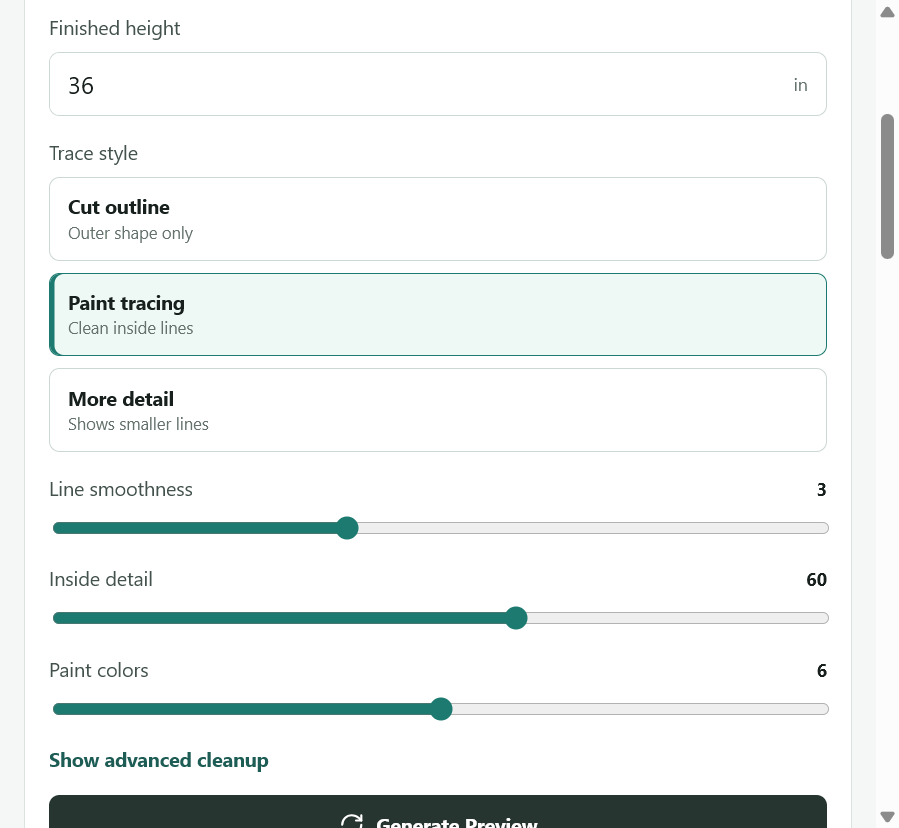 Finished height
36 in
Trace style
Cut outline
Outer shape only
Paint tracing
Clean inside lines
More detail
Shows smaller lines
Line smoothness 3
Inside detail 60
Paint colors 6
Show advanced cleanup
Generate Preview